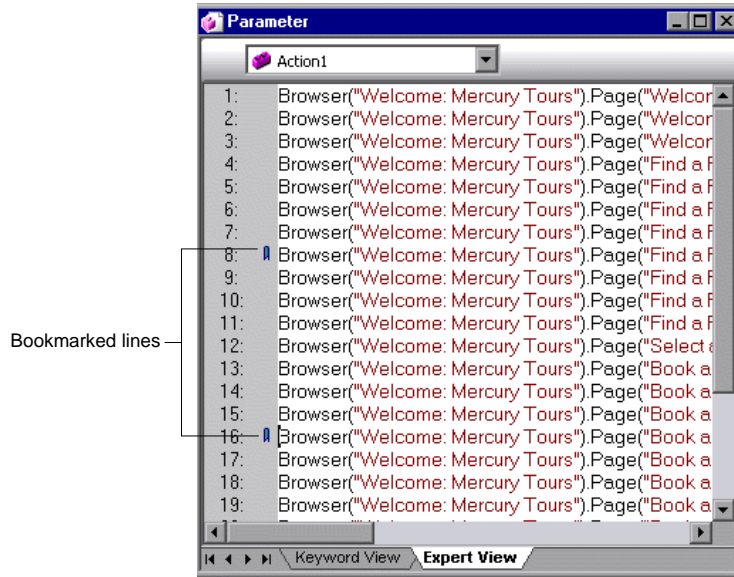 Parameter
Action1
1: Browser("Welcome: Mercury Tours").Page("Welcor
2: Browser("Welcome: Mercury Tours").Page("Welcor
3: Browser("Welcome: Mercury Tours").Page("Welcor
4: Browser("Welcome: Mercury Tours").Page("Find a F
5: Browser("Welcome: Mercury Tours").Page("Find a F
6: Browser("Welcome: Mercury Tours").Page("Find a F
7: Browser("Welcome: Mercury Tours").Page("Find a F
8: Browser("Welcome: Mercury Tours").Page("Find a F
9: Browser("Welcome: Mercury Tours").Page("Find a F
10: Browser("Welcome: Mercury Tours").Page("Find a F
11: Browser("Welcome: Mercury Tours").Page("Find a F
Bookmarked lines
12: Browser("Welcome: Mercury Tours").Page("Select a
13: Browser("Welcome: Mercury Tours").Page("Book a
14: Browser("Welcome: Mercury Tours").Page("Book a
15: Browser("Welcome: Mercury Tours").Page("Book a
16: Browser("Welcome: Mercury Tours").Page("Book a
17: Browser("Welcome: Mercury Tours").Page("Book a
18: Browser("Welcome: Mercury Tours").Page("Book a
19: Browser("Welcome: Mercury Tours").Page("Book a
Keyword View Expert View